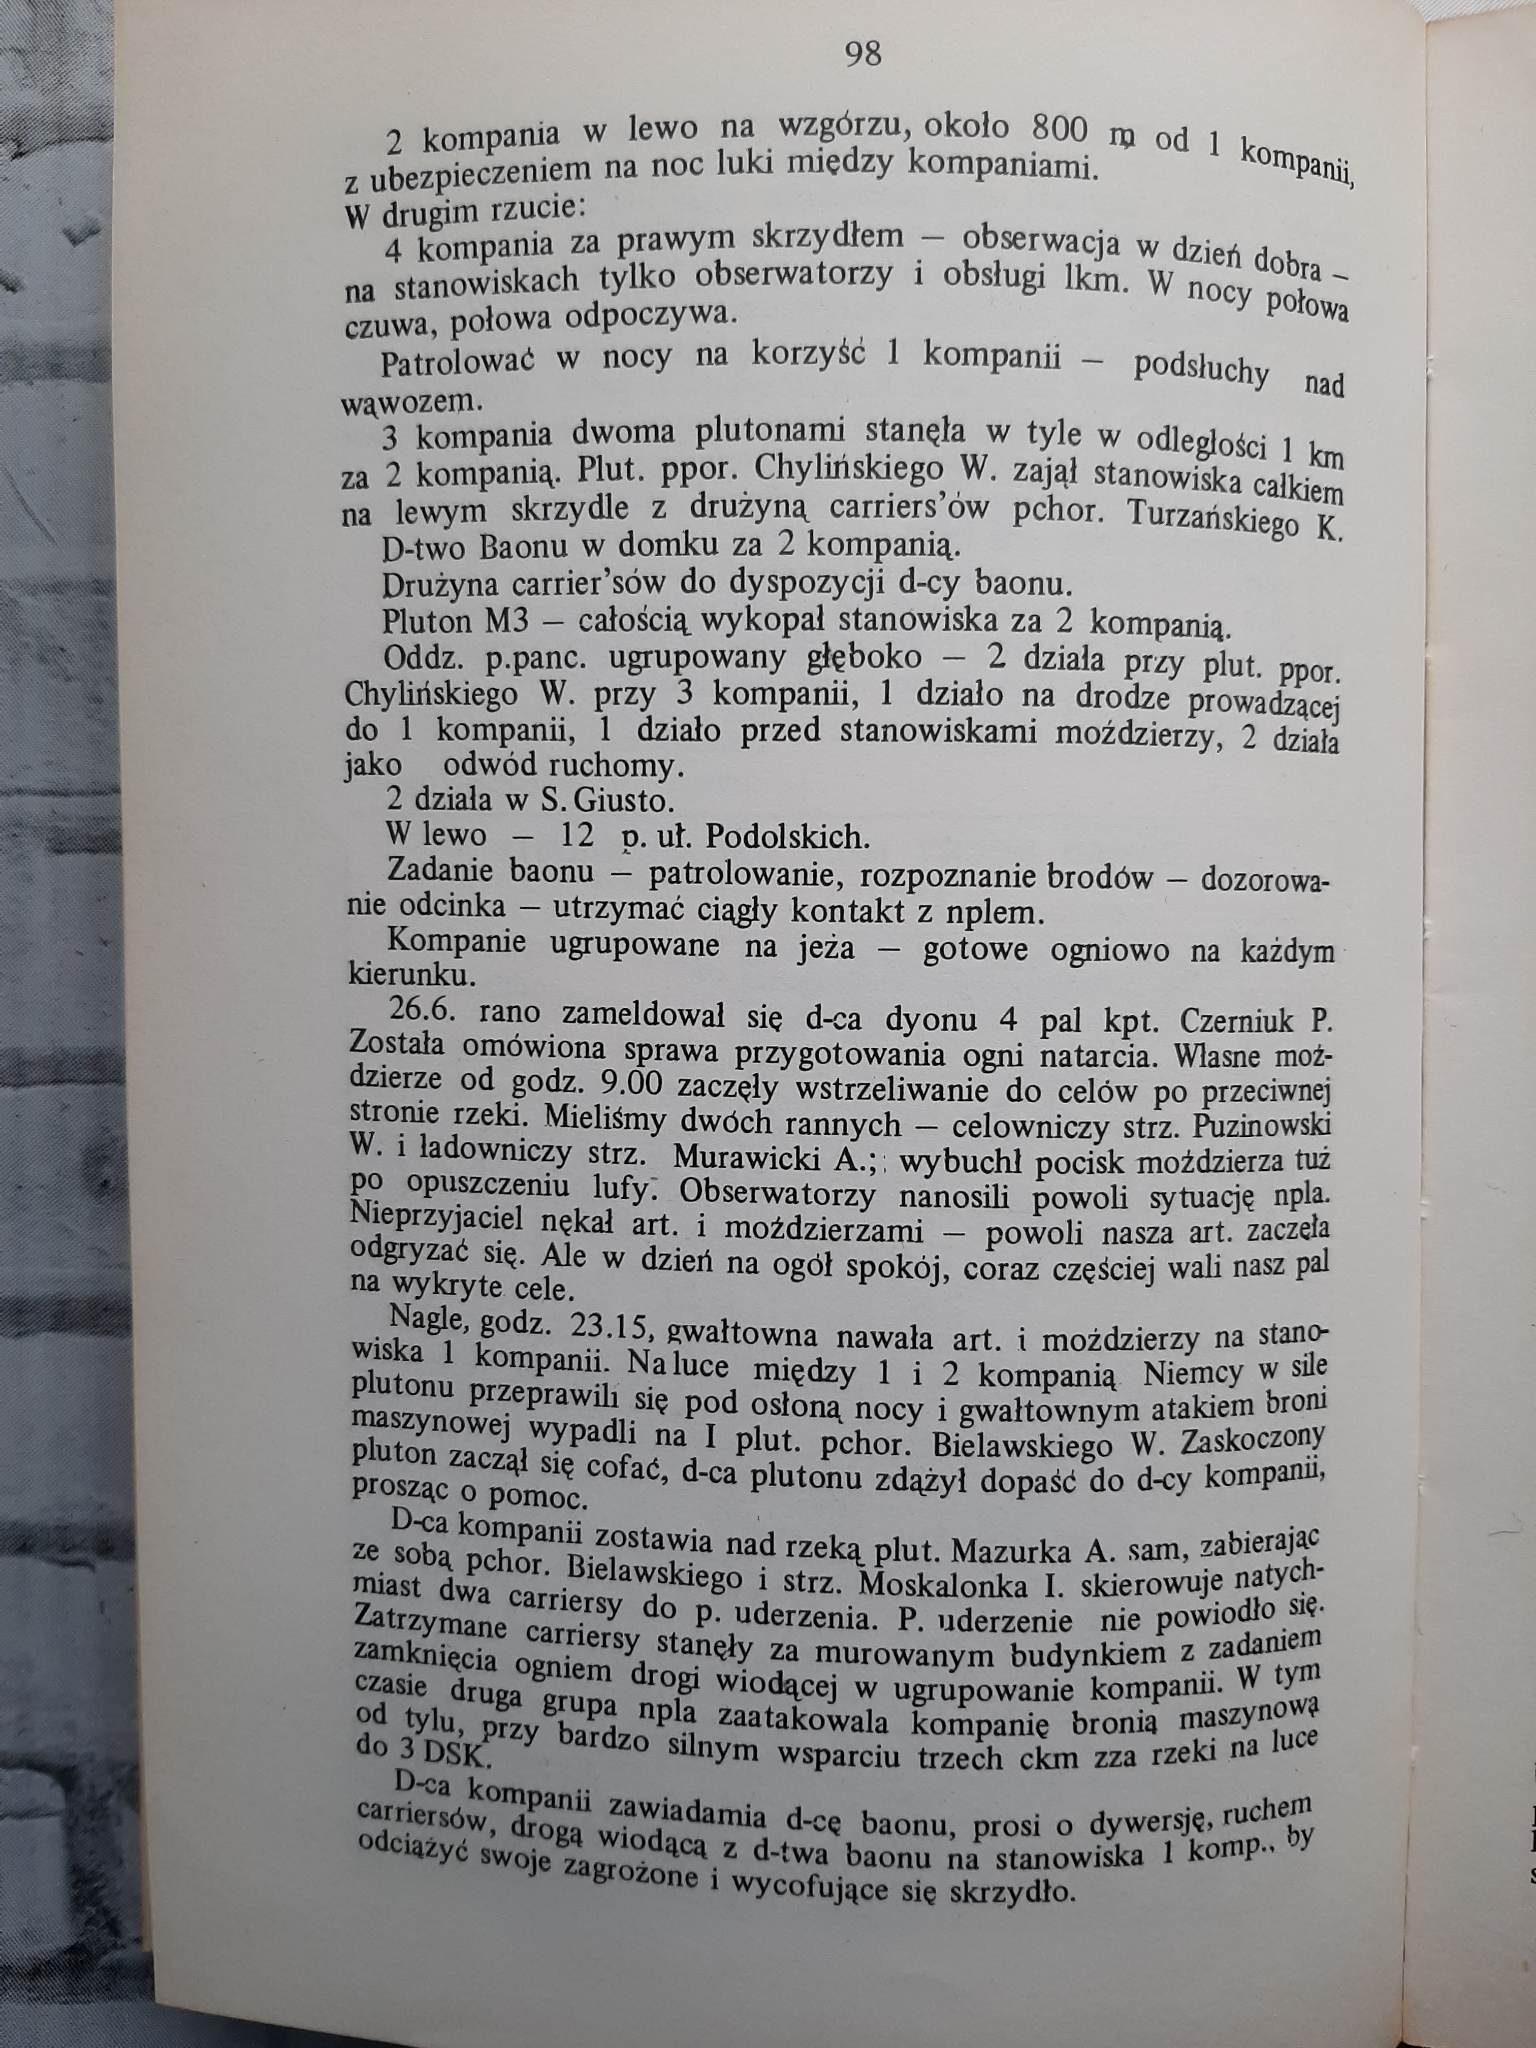 98
2 kompania w lewo na wzgórzu, około 800 m od 1 kompanii,
z ubezpieczeniem na noc luki między kompaniami.
W drugim rzucie:
4 kompania za prawym skrzydłem — obserwacja w dzień dobra —
na stanowiskach tylko obserwatorzy i obsługi lkm. W nocy połowa
czuwa, połowa odpoczywa.
Patrolować w nocy na korzyść 1 kompanii — podsłuchy nad
wąwozem.
3 kompania dwoma plutonami stanęła w tyle w odległości 1 km
za 2 kompanią. Plut. ppor. Chylińskiego W. zajął stanowiska całkiem
na lewym skrzydle z drużyną carriers'ów pchor. Turzańskiego K.
D-two Baonu w domku za 2 kompanią.
Drużyna carrier'sów do dyspozycji d-cy baonu.
Pluton M3 — całością wykopał stanowiska za 2 kompanią.
Oddz. p.panc. ugrupowany głęboko — 2 działa przy plut. ppor.
Chylińskiego W. przy 3 kompanii, 1 działo na drodze prowadzącej
do 1 kompanii, 1 działo przed stanowiskami moździerzy, 2 działa
jako odwód ruchomy.
2 działa w S. Giusto.
W lewo — 12 p. uł. Podolskich.
Zadanie baonu — patrolowanie, rozpoznanie brodów — dozorowa-
nie odcinka — utrzymać ciągły kontakt z nplem.
Kompanie ugrupowane na jeża — gotowe ogniowo na każdym
kierunku.
26.6. rano zameldował się d-ca dyonu 4 pal kpt. Czerniuk P.
Została omówiona sprawa przygotowania ogni natarcia. Własne moź-
dzierze od godz. 9.00 zaczęły wstrzeliwanie do celów po przeciwnej
stronie rzeki. Mieliśmy dwóch rannych — celowniczy strz. Puzinowski
W. i ładowniczy strz. Murawicki A.; wybuchł pocisk moździerza tuż
po opuszczeniu lufy. Obserwatorzy nanosili powoli sytuację npla.
Nieprzyjaciel nękał art. i moździerzami — powoli nasza art. zaczęła
odgryzać się. Ale w dzień na ogół spokój, coraz częściej wali nasz pal
na wykryte cele.
Nagle, godz. 23.15, gwałtowna nawała art. i moździerzy na stano-
wiska 1 kompanii. Na luce między 1 i 2 kompanią Niemcy w sile
plutonu przeprawili się pod osłoną nocy i gwałtownym atakiem broni
maszynowej wypadli na I plut. pchor. Bielawskiego W. Zaskoczony
pluton zaczął się cofać, d-ca plutonu zdążył dopaść do d-cy kompanii,
prosząc o pomoc.
D-ca kompanii zostawia nad rzeką plut. Mazurka A. sam, zabierając
ze sobą pchor. Bielawskiego i strz. Moskalonka I. skierowuje natych-
miast dwa carriersy do p. uderzenia. P. uderzenie nie powiodło się.
Zatrzymane carriersy stanęły za murowanym budynkiem z zadaniem
zamknięcia ogniem drogi wiodącej w ugrupowanie kompanii. W tym
czasie druga grupa npla zaatakowala kompanię bronią maszynową
od tylu, przy bardzo silnym wsparciu trzech ckm zza rzeki na luce
do 3 DSK.
D-ca kompanii zawiadamia d-cę baonu, prosi o dywersję, ruchem
carriersów, drogą wiodącą z d-twa baonu na stanowiska 1 komp., by
odciążyć swoje zagrożone i wycofujące się skrzydło.